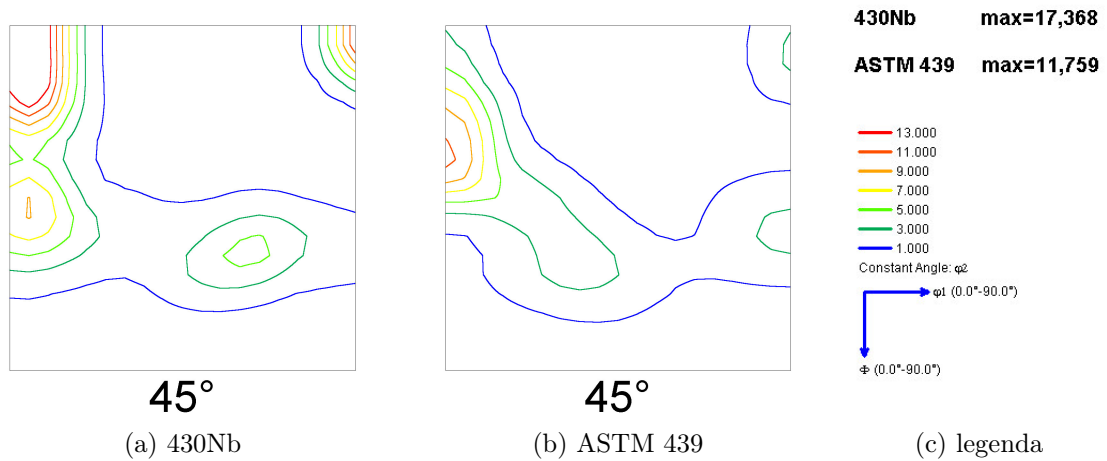 430Nb max=17,368
ASTM 439 max=11,759
13.000
11.000
9.000
7.000
5.000
3.000
1.000
Constant Angle: φ2
φ1 (0.0°-90.0°)
Φ (0.0°-90.0°)
45°
45°
(a) 430Nb
(b) ASTM 439
(c) legenda